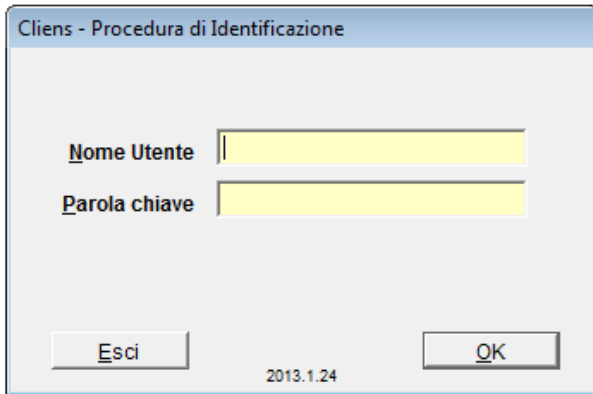 Cliens - Procedura di Identificazione
Nome Utente
Parola chiave
Esci
OK
2013.1.24